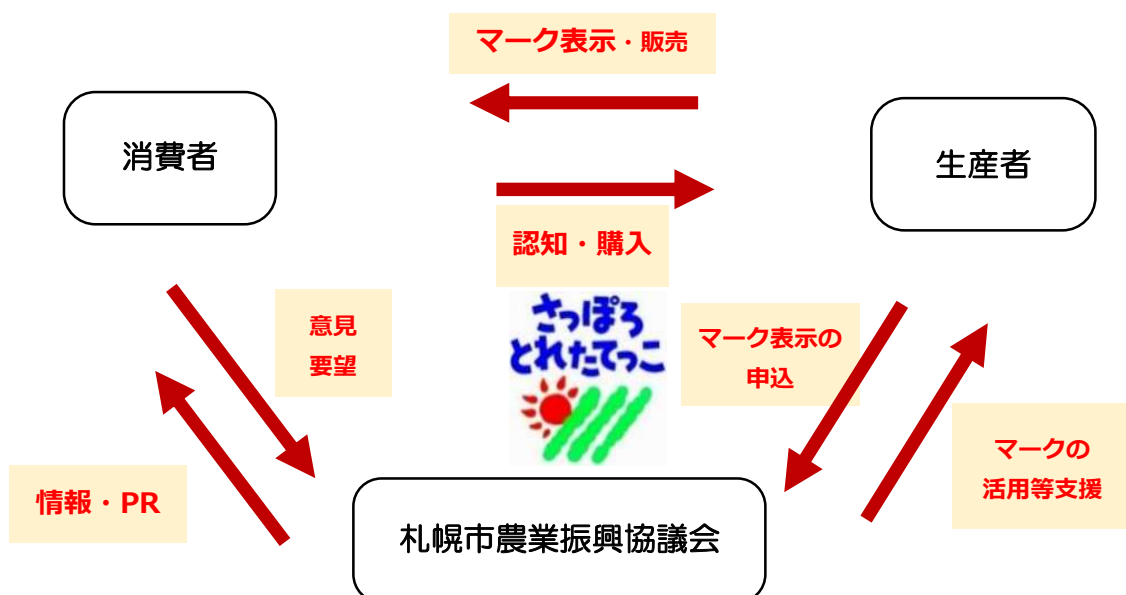 マーク表示・販売
消費者
生産者
認知・購入
さっぽろ
とれたてっこ
意見
要望
マーク表示の
申込
情報・PR
マークの
活用等支援
札幌市農業振興協議会